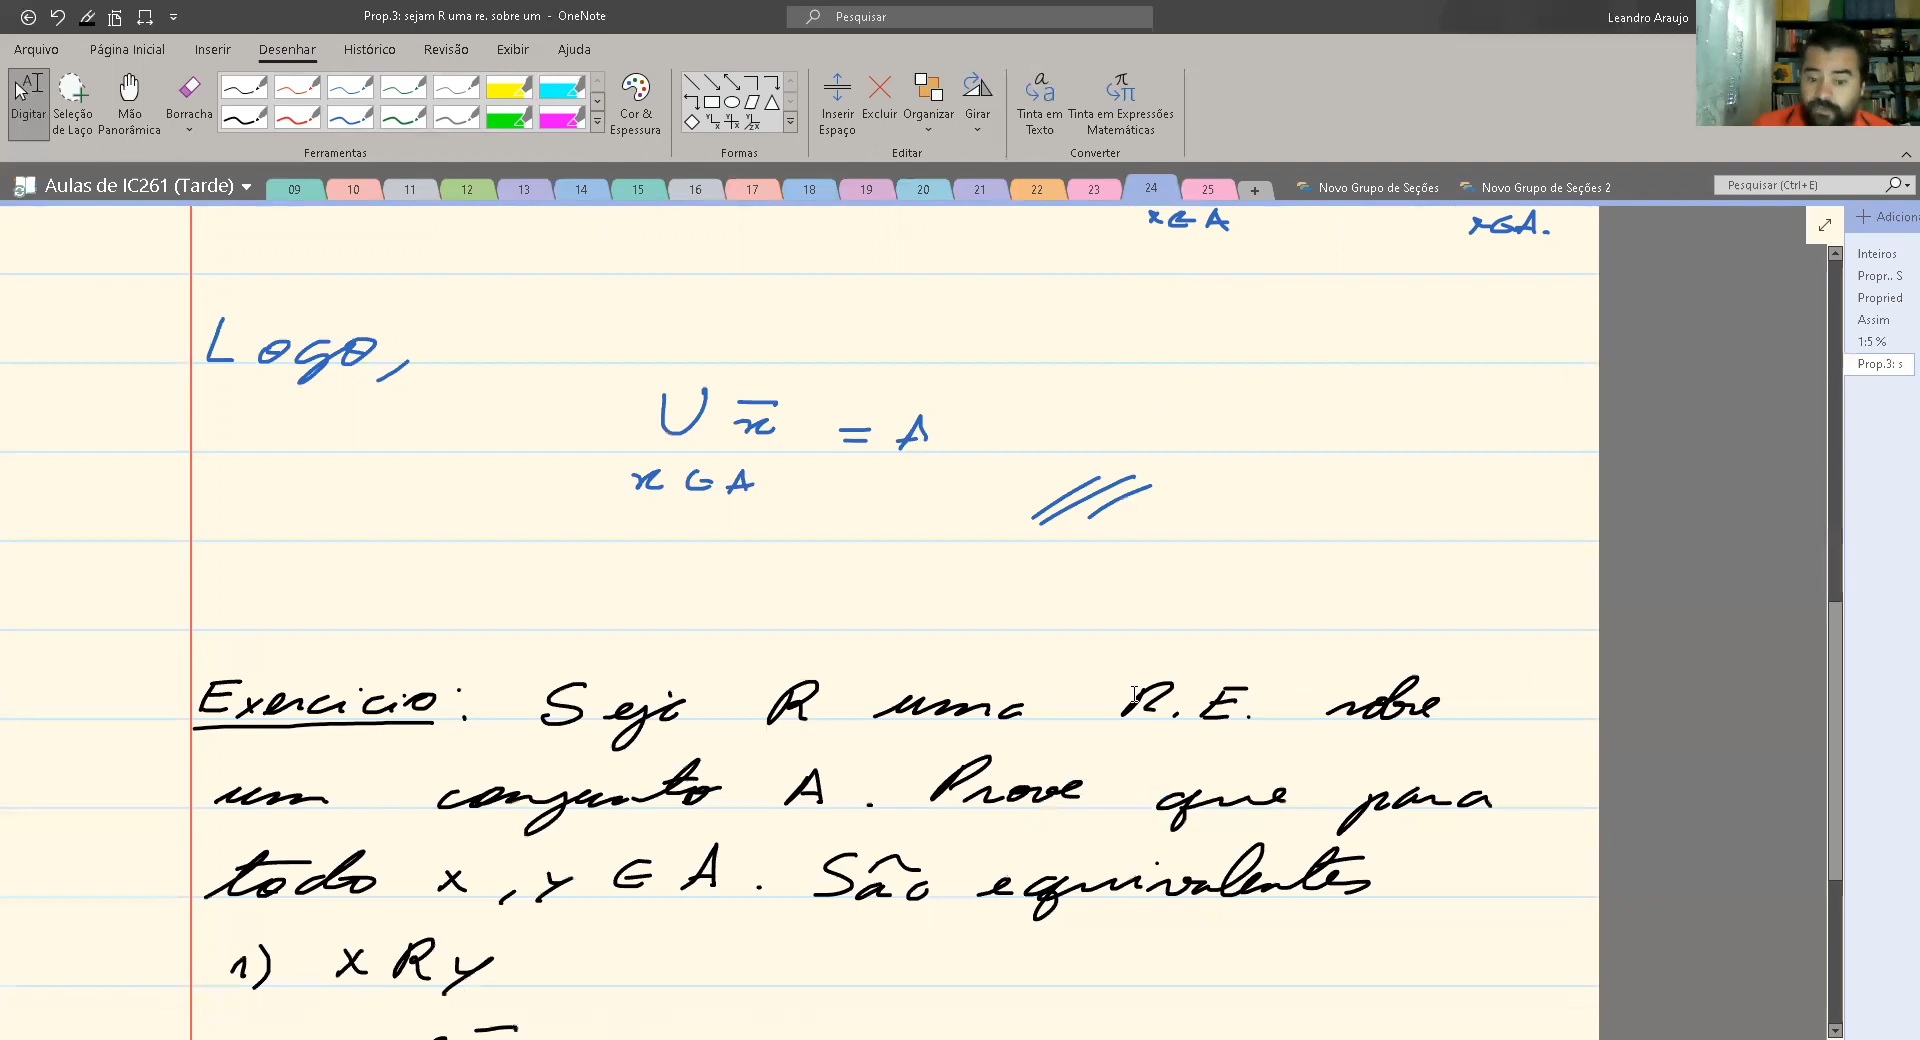 Prop.3: sejam R uma re. sobre um - OneNote
Pesquisar
Leandro Araujo
Arquivo Página Inicial Inserir Desenhar Histórico Revisão Exibir Ajuda
Digitar
Seleção de Laço
Mão Panorâmica
Borracha
Cor & Espessura
Inserir Espaço
Excluir
Organizar
Girar
Tinta em Texto
Tinta em Expressões Matemáticas
Ferramentas Formas Editar Converter
Aulas de IC261 (Tarde) 09 10 11 12 13 14 15 16 17 18 19 20 21 22 23 24 25 Novo Grupo de Seções Novo Grupo de Seções 2 Pesquisar (Ctrl+E)
Adiciona
Inteiros
Propr.. S
Propried
Assim
1:5 %
Prop.3: s
x∈A x∈A.
Logo,
U x̅ = A
x ∈ A
Exercicio: Seja R uma R.E. sobre
um conjunto A. Prove que para
todo x, y ∈ A. São equivalentes
1) x R y